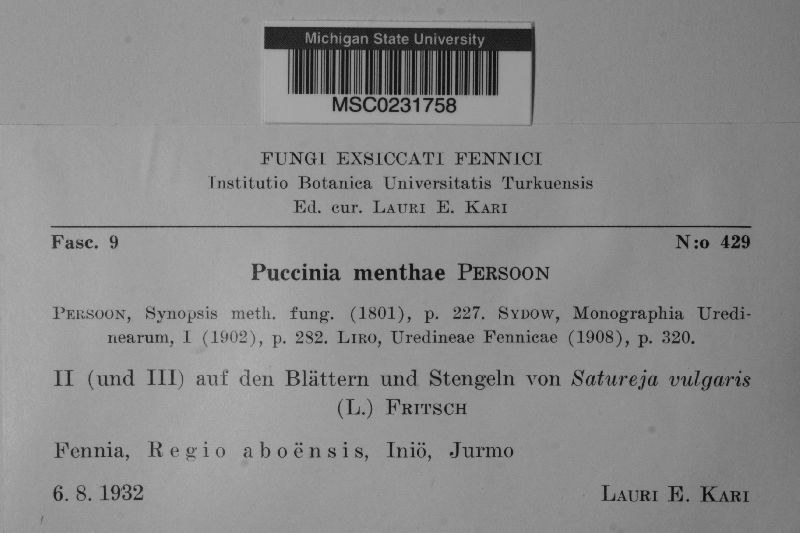 Michigan State University
MSC0231758
FUNGI EXSICCATI FENNICI
Institutio Botanica Universitatis Turkuensis
Ed. cur. LAURI E. KARI
Fasc. 9 N:o 429
Puccinia menthae PERSOON
PERSOON, Synopsis meth. fung. (1801), p. 227. SYDOW, Monographia Uredi-
nearum, I (1902), p. 282. LIRO, Uredineae Fennicae (1908), p. 320.
II (und III) auf den Blättern und Stengeln von Satureja vulgaris
(L.) FRITSCH
Fennia, Regio aboënsis, Iniö, Jurmo
6. 8. 1932 LAURI E. KARI